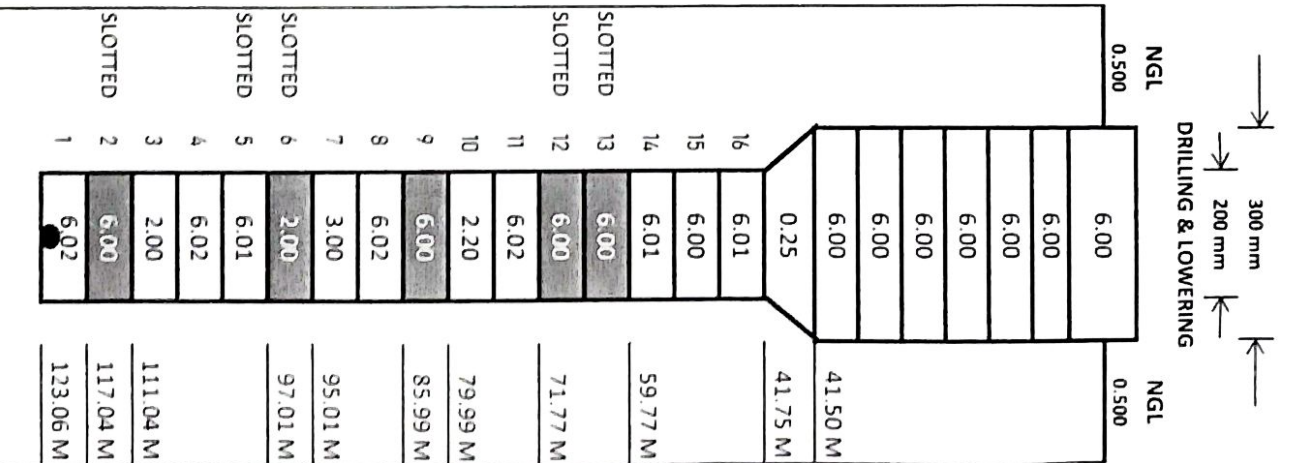 300 mm
200 mm
DRILLING & LOWERING
NGL NGL
0.500 0.500
6.00
6.00
6.00
6.00
6.00
6.00
6.00
41.50 M
0.25
41.75 M
16 6.01
15 6.00
14 6.01
59.77 M
SLOTTED 13 6.00
SLOTTED 12 6.00
71.77 M
11 6.02
10 2.20
79.99 M
9 6.00
85.99 M
8 6.02
7 3.00
95.01 M
SLOTTED 6 2.00
97.01 M
SLOTTED 5 6.01
4 6.02
3 2.00
111.04 M
SLOTTED 2 6.00
117.04 M
1 6.02
123.06 M